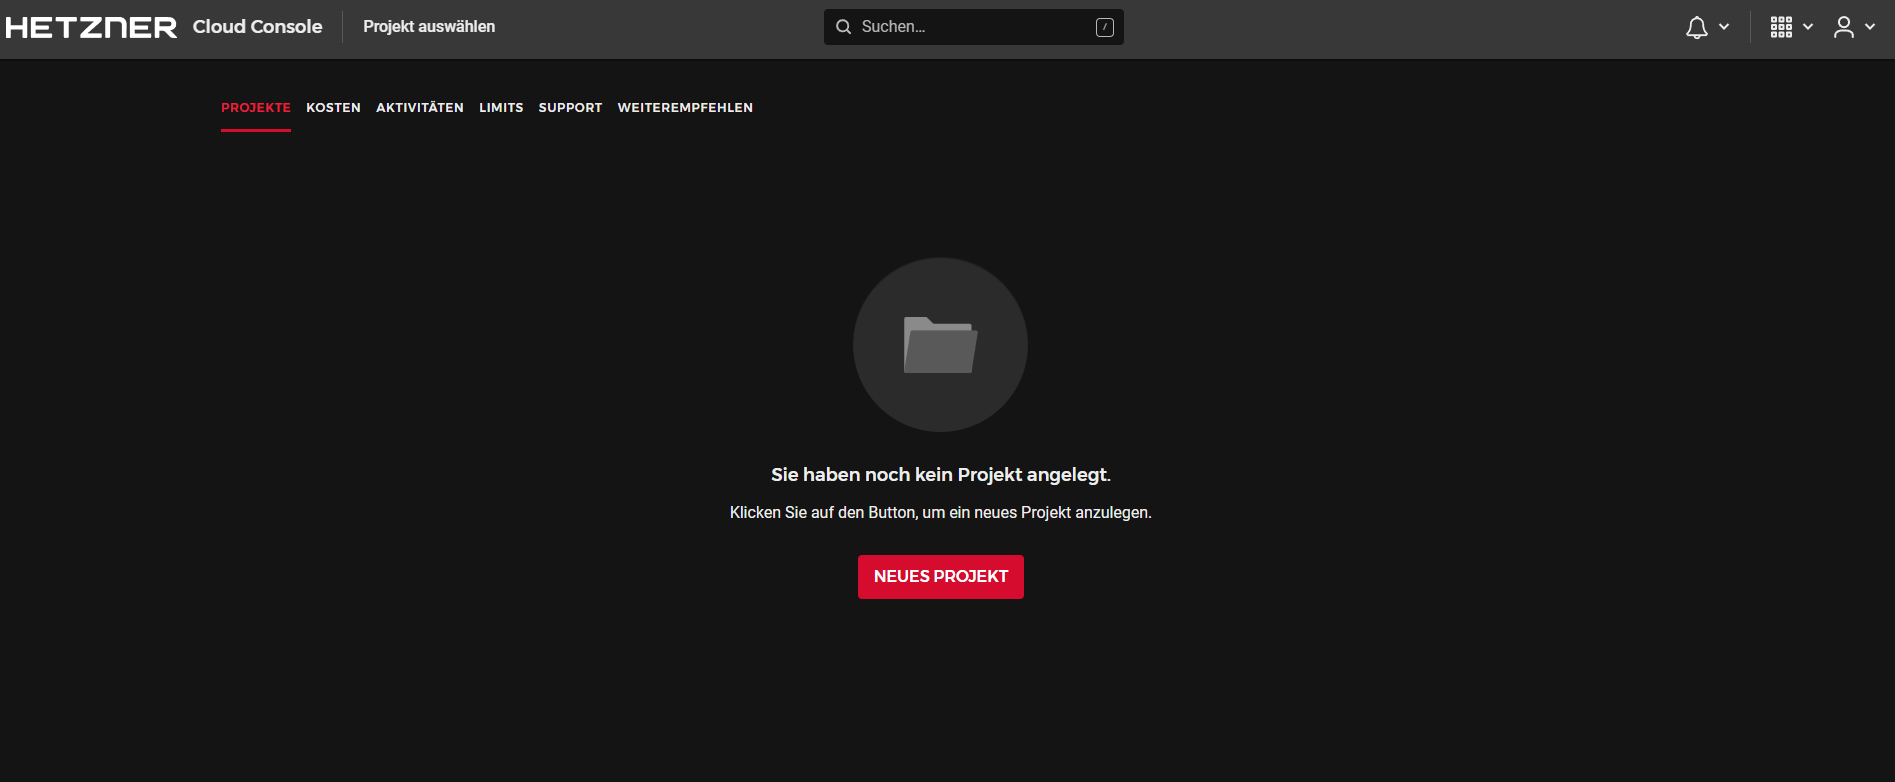 HETZNER Cloud Console Projekt auswählen Suchen... /
PROJEKTE KOSTEN AKTIVITÄTEN LIMITS SUPPORT WEITEREMPFEHLEN
Sie haben noch kein Projekt angelegt.
Klicken Sie auf den Button, um ein neues Projekt anzulegen.
NEUES PROJEKT